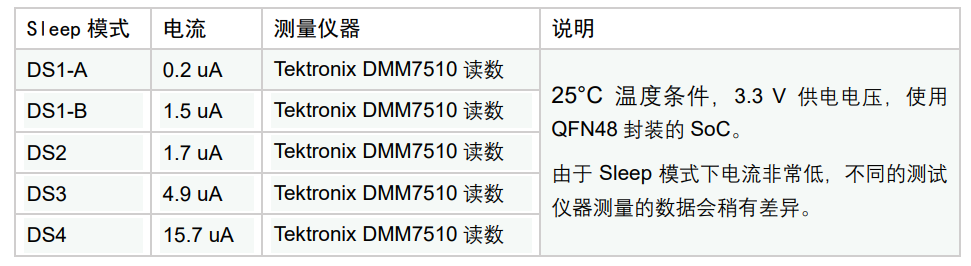 Sleep 模式 电流 测量仪器 说明
DS1-A 0.2 uA Tektronix DMM7510 读数
DS1-B 1.5 uA Tektronix DMM7510 读数
DS2 1.7 uA Tektronix DMM7510 读数
DS3 4.9 uA Tektronix DMM7510 读数
DS4 15.7 uA Tektronix DMM7510 读数
25°C 温度条件，3.3 V 供电电压，使用
QFN48 封装的 SoC。
由于 Sleep 模式下电流非常低，不同的测试
仪器测量的数据会稍有差异。